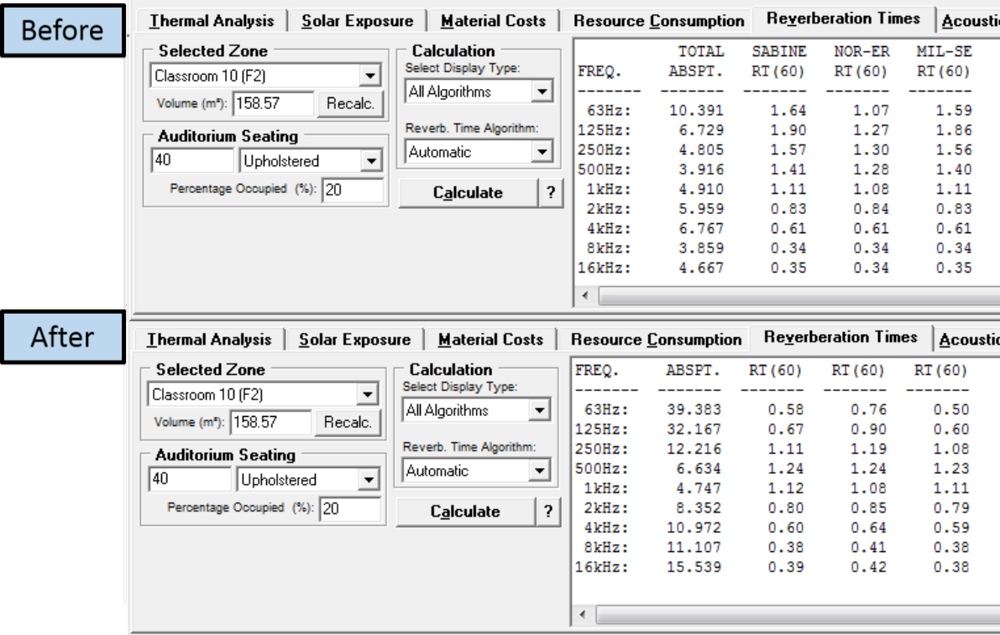 Before
Thermal Analysis Solar Exposure Material Costs Resource Consumption Reverberation Times Acoustic
Selected Zone
Classroom 10 (F2)
Volume (m³): 158.57 Recalc.
Auditorium Seating
40 Upholstered
Percentage Occupied (%): 20
Calculation
Select Display Type:
All Algorithms
Reverb. Time Algorithm:
Automatic
Calculate ?
TOTAL SABINE NOR-ER MIL-SE
FREQ. ABSPT. RT(60) RT(60) RT(60)
------- ------- ------- ------- -------
63Hz: 10.391 1.64 1.07 1.59
125Hz: 6.729 1.90 1.27 1.86
250Hz: 4.805 1.57 1.30 1.56
500Hz: 3.916 1.41 1.28 1.40
1kHz: 4.910 1.11 1.08 1.11
2kHz: 5.959 0.83 0.84 0.83
4kHz: 6.767 0.61 0.61 0.61
8kHz: 3.859 0.34 0.34 0.34
16kHz: 4.667 0.35 0.34 0.35
After
Thermal Analysis Solar Exposure Material Costs Resource Consumption Reverberation Times Acoustic
Selected Zone
Classroom 10 (F2)
Volume (m³): 158.57 Recalc.
Auditorium Seating
40 Upholstered
Percentage Occupied (%): 20
Calculation
Select Display Type:
All Algorithms
Reverb. Time Algorithm:
Automatic
Calculate ?
FREQ. ABSPT. RT(60) RT(60) RT(60)
------- ------- ------- ------- -------
63Hz: 39.383 0.58 0.76 0.50
125Hz: 32.167 0.67 0.90 0.60
250Hz: 12.216 1.11 1.19 1.08
500Hz: 6.634 1.24 1.24 1.23
1kHz: 4.747 1.12 1.08 1.11
2kHz: 8.352 0.80 0.85 0.79
4kHz: 10.972 0.60 0.64 0.59
8kHz: 11.107 0.38 0.41 0.38
16kHz: 15.539 0.39 0.42 0.38